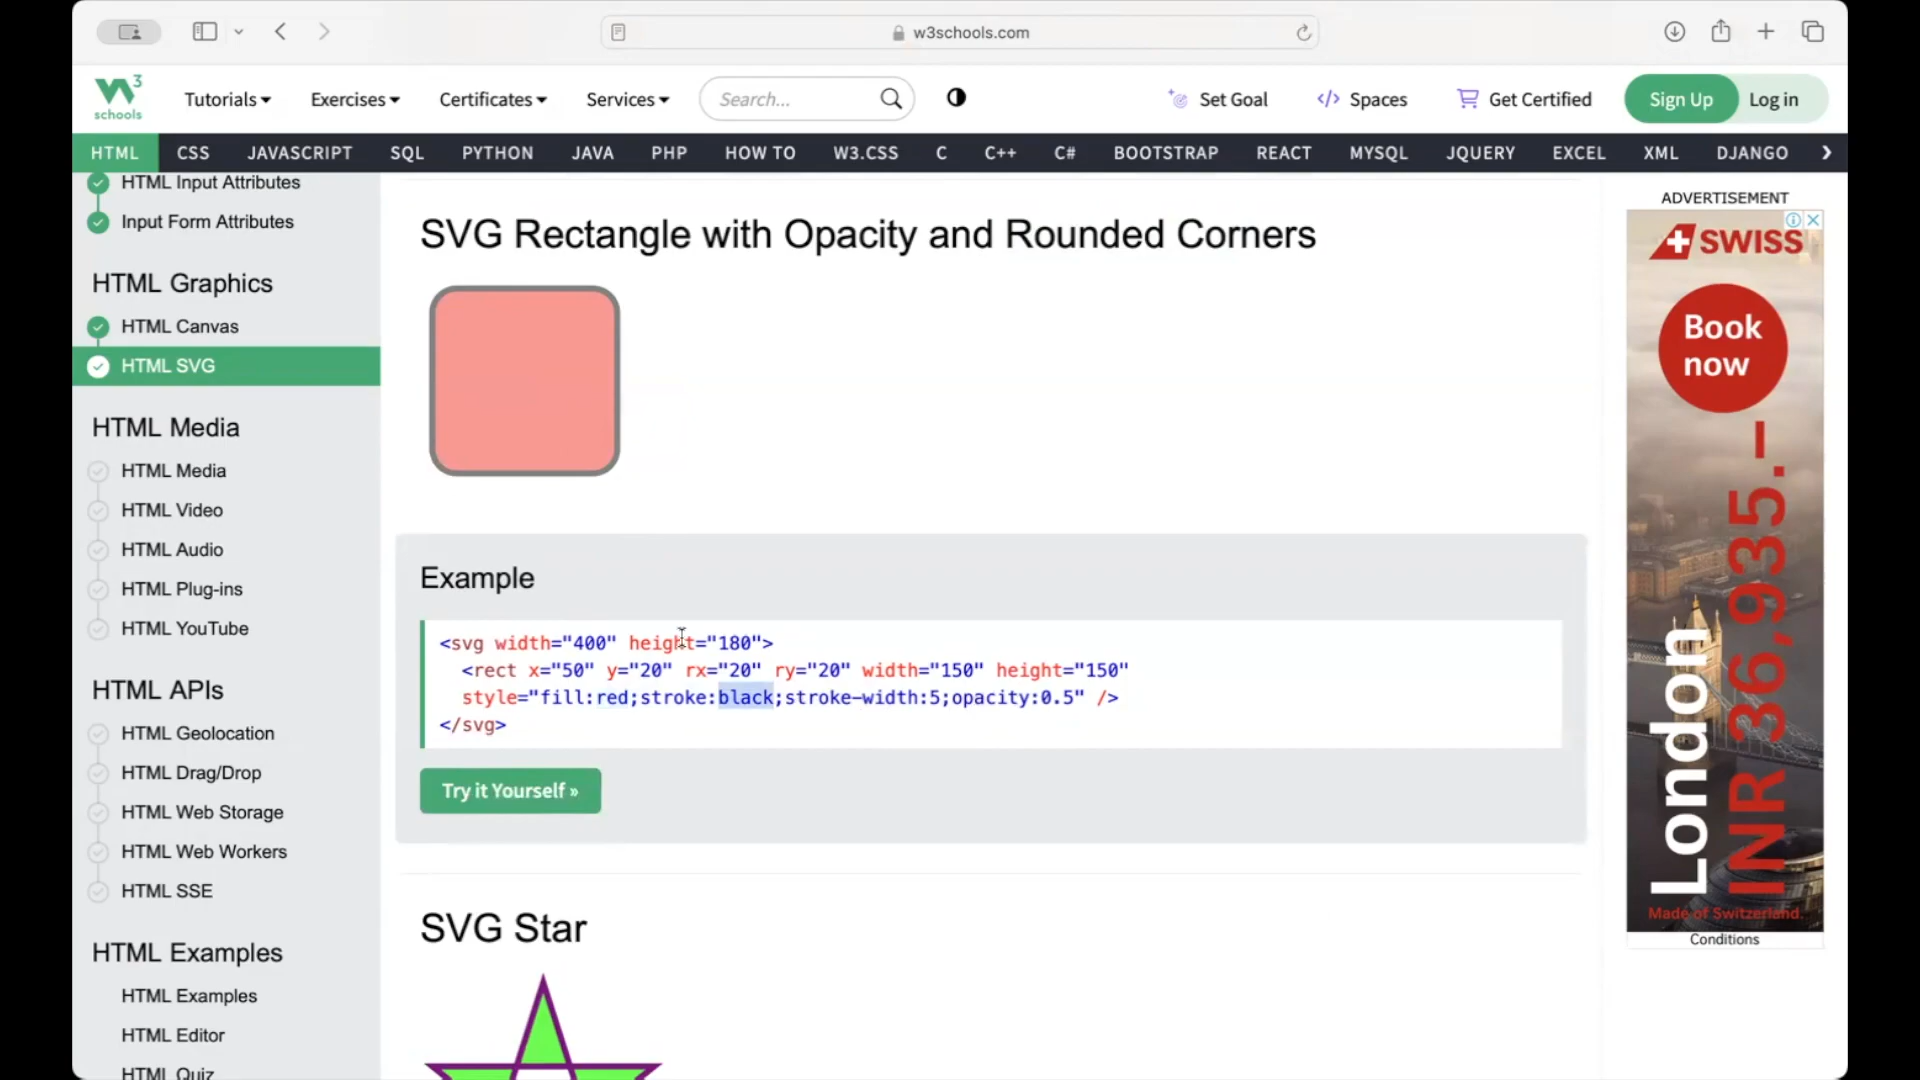 w3schools.com
W3 schools
Tutorials
Exercises
Certificates
Services
Search...
Set Goal
Spaces
Get Certified
Sign Up
Log in
HTML
CSS
JAVASCRIPT
SQL
PYTHON
JAVA
PHP
HOW TO
W3.CSS
C
C++
C#
BOOTSTRAP
REACT
MYSQL
JQUERY
EXCEL
XML
DJANGO
HTML Input Attributes
Input Form Attributes
HTML Graphics
HTML Canvas
HTML SVG
HTML Media
HTML Media
HTML Video
HTML Audio
HTML Plug-ins
HTML YouTube
HTML APIs
HTML Geolocation
HTML Drag/Drop
HTML Web Storage
HTML Web Workers
HTML SSE
HTML Examples
HTML Examples
HTML Editor
HTML Quiz
SVG Rectangle with Opacity and Rounded Corners
Example
<svg width="400" height="180">
<rect x="50" y="20" rx="20" ry="20" width="150" height="150"
style="fill:red;stroke:black;stroke-width:5;opacity:0.5" />
</svg>
Try it Yourself »
SVG Star
ADVERTISEMENT
SWISS
Book
now
London
INR 36,935.–
Made of Switzerland.
Conditions